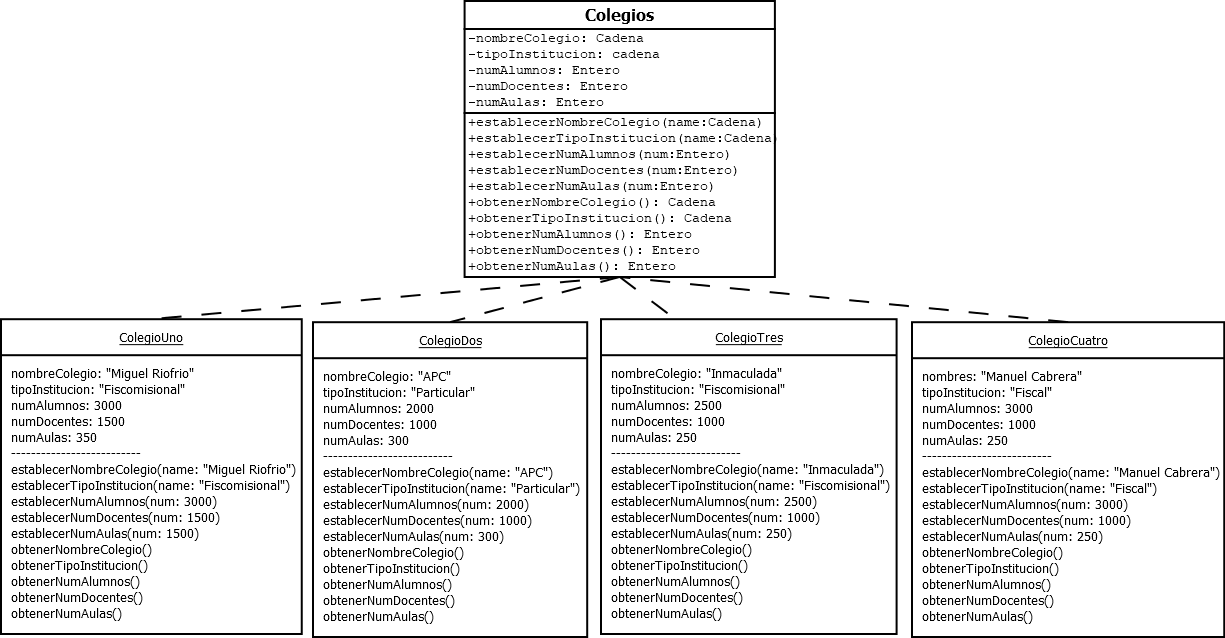 Colegios
-nombreColegio: Cadena
-tipoInstitucion: cadena
-numAlumnos: Entero
-numDocentes: Entero
-numAulas: Entero
+establecerNombreColegio(name:Cadena)
+establecerTipoInstitucion(name:Cadena)
+establecerNumAlumnos(num:Entero)
+establecerNumDocentes(num:Entero)
+establecerNumAulas(num:Entero)
+obtenerNombreColegio(): Cadena
+obtenerTipoInstitucion(): Cadena
+obtenerNumAlumnos(): Entero
+obtenerNumDocentes(): Entero
+obtenerNumAulas(): Entero
ColegioUno
nombreColegio: "Miguel Riofrio"
tipoInstitucion: "Fiscomisional"
numAlumnos: 3000
numDocentes: 1500
numAulas: 350
--------------------------
establecerNombreColegio(name: "Miguel Riofrio")
establecerTipoInstitucion(name: "Fiscomisional")
establecerNumAlumnos(num: 3000)
establecerNumDocentes(num: 1500)
establecerNumAulas(num: 1500)
obtenerNombreColegio()
obtenerTipoInstitucion()
obtenerNumAlumnos()
obtenerNumDocentes()
obtenerNumAulas()
ColegioDos
nombreColegio: "APC"
tipoInstitucion: "Particular"
numAlumnos: 2000
numDocentes: 1000
numAulas: 300
--------------------------
establecerNombreColegio(name: "APC")
establecerTipoInstitucion(name: "Particular")
establecerNumAlumnos(num: 2000)
establecerNumDocentes(num: 1000)
establecerNumAulas(num: 300)
obtenerNombreColegio()
obtenerTipoInstitucion()
obtenerNumAlumnos()
obtenerNumDocentes()
obtenerNumAulas()
ColegioTres
nombreColegio: "Inmaculada"
tipoInstitucion: "Fiscomisional"
numAlumnos: 2500
numDocentes: 1000
numAulas: 250
--------------------------
establecerNombreColegio(name: "Inmaculada")
establecerTipoInstitucion(name: "Fiscomisional")
establecerNumAlumnos(num: 2500)
establecerNumDocentes(num: 1000)
establecerNumAulas(num: 250)
obtenerNombreColegio()
obtenerTipoInstitucion()
obtenerNumAlumnos()
obtenerNumDocentes()
obtenerNumAulas()
ColegioCuatro
nombres: "Manuel Cabrera"
tipoInstitucion: "Fiscal"
numAlumnos: 3000
numDocentes: 1000
numAulas: 250
--------------------------
establecerNombreColegio(name: "Manuel Cabrera")
establecerTipoInstitucion(name: "Fiscal")
establecerNumAlumnos(num: 3000)
establecerNumDocentes(num: 1000)
establecerNumAulas(num: 250)
obtenerNombreColegio()
obtenerTipoInstitucion()
obtenerNumAlumnos()
obtenerNumDocentes()
obtenerNumAulas()